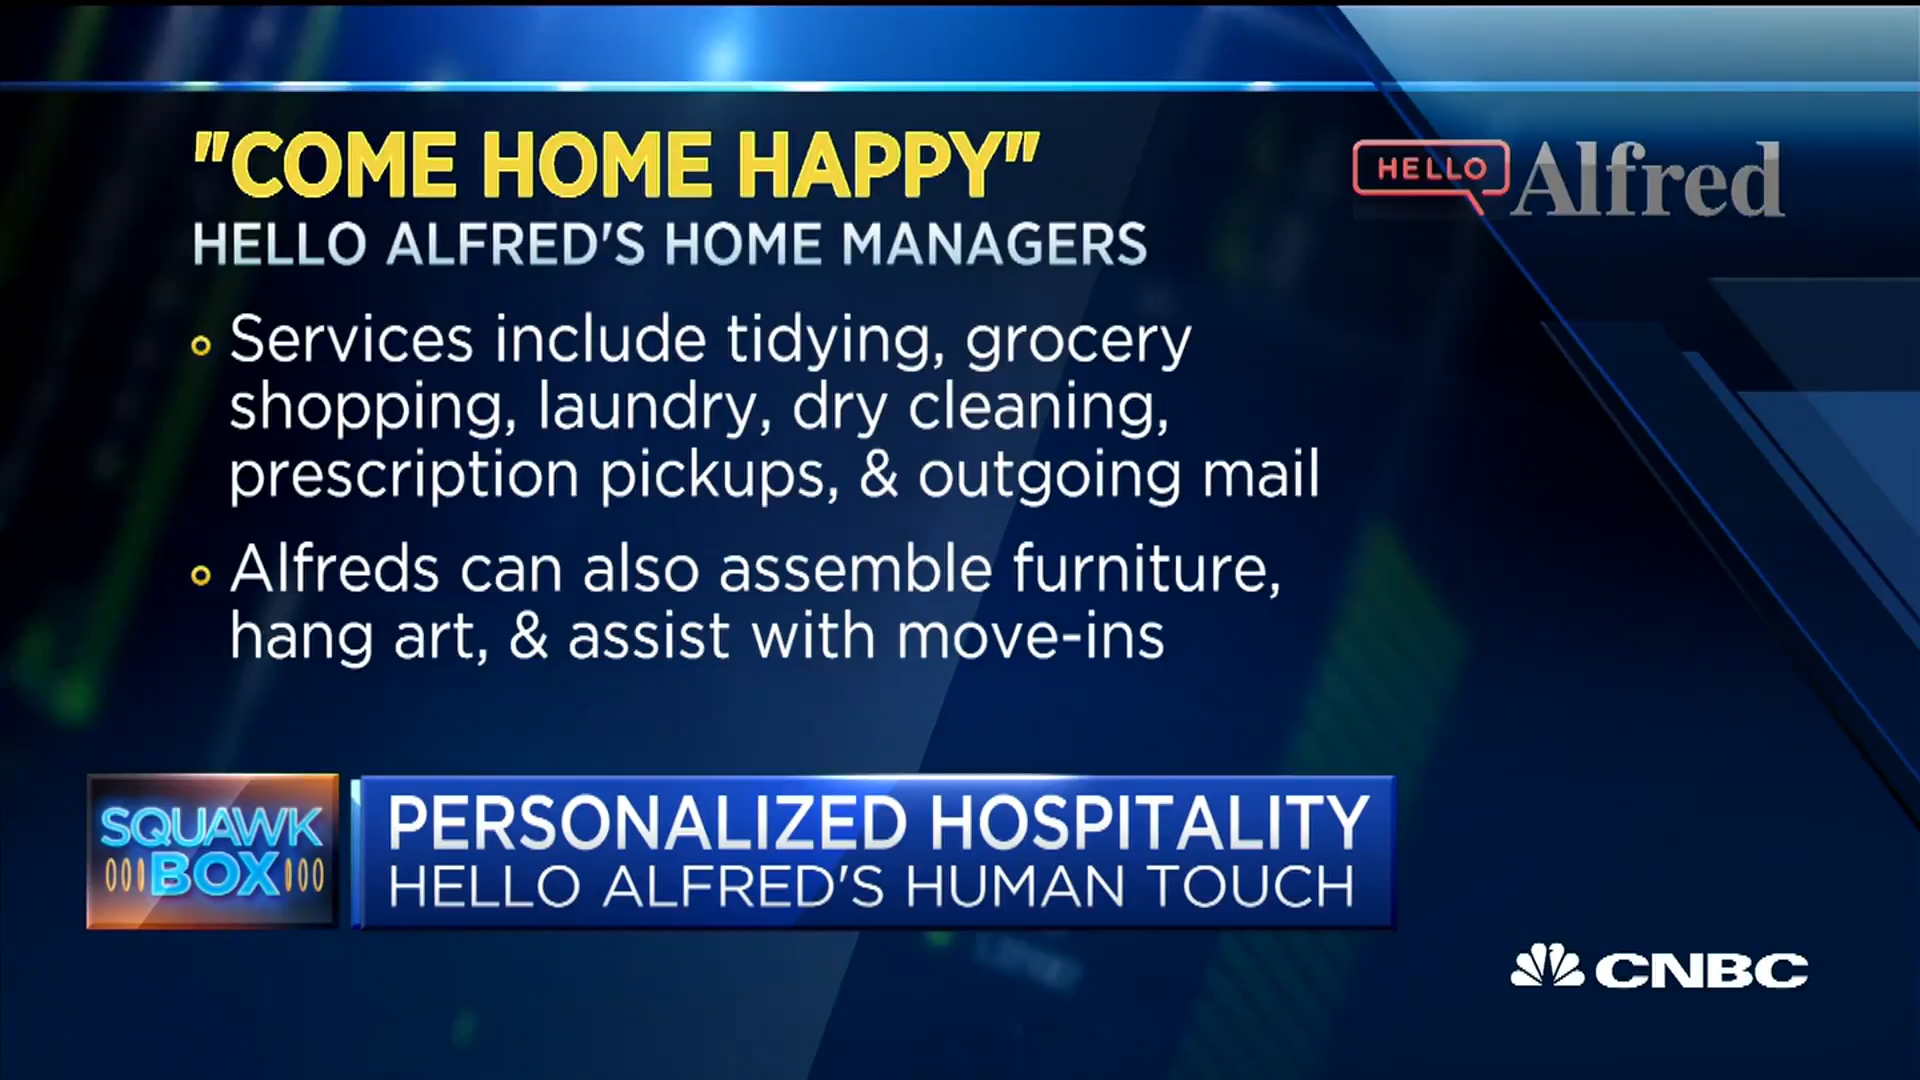 "COME HOME HAPPY"
HELLO Alfred
HELLO ALFRED'S HOME MANAGERS
Services include tidying, grocery
shopping, laundry, dry cleaning,
prescription pickups, & outgoing mail
Alfreds can also assemble furniture,
hang art, & assist with move-ins
SQUAWK
BOX
PERSONALIZED HOSPITALITY
HELLO ALFRED'S HUMAN TOUCH
CNBC